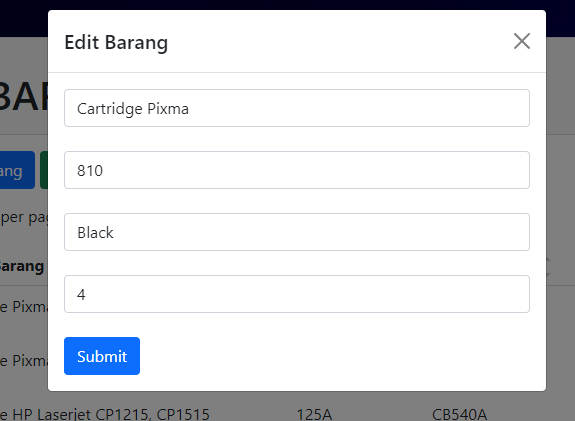 Edit Barang
BAR
Cartridge Pixma
ang
810
per pag
Black
Barang
4
e Pixma
Submit
e Pixma
e HP Laserjet CP1215, CP1515 125A CB540A